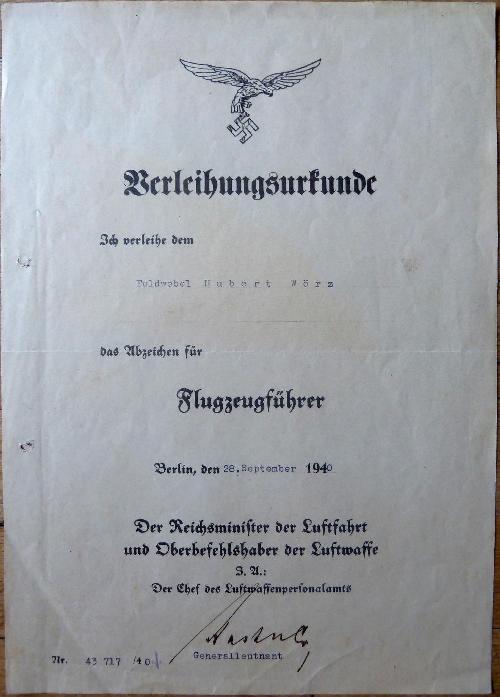 Verleihungsurkunde
Ich verleihe dem
Feldwebel Hubert Wörz
das Abzeichen für
Flugzeugführer
Berlin, den 28.September 1940
Der Reichsminister der Luftfahrt
und Oberbefehlshaber der Luftwaffe
I. A.:
Der Chef des Luftwaffenpersonalamts
Generalleutnant
Nr. 43 717 /40